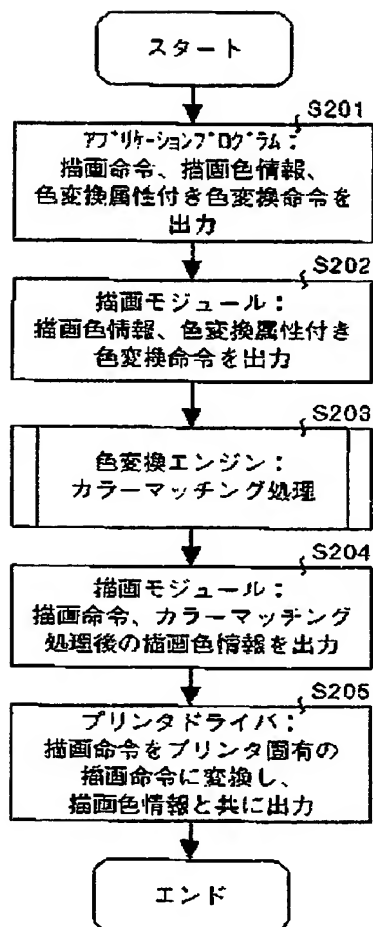 スタート
S201
アプリケーションプログラム：
描画命令、描画色情報、
色変換属性付き色変換命令を
出力
S202
描画モジュール：
描画色情報、色変換属性付き
色変換命令を出力
S203
色変換エンジン：
カラーマッチング処理
S204
描画モジュール：
描画命令、カラーマッチング
処理後の描画色情報を出力
S205
プリンタドライバ：
描画命令をプリンタ固有の
描画命令に変換し、
描画色情報と共に出力
エンド